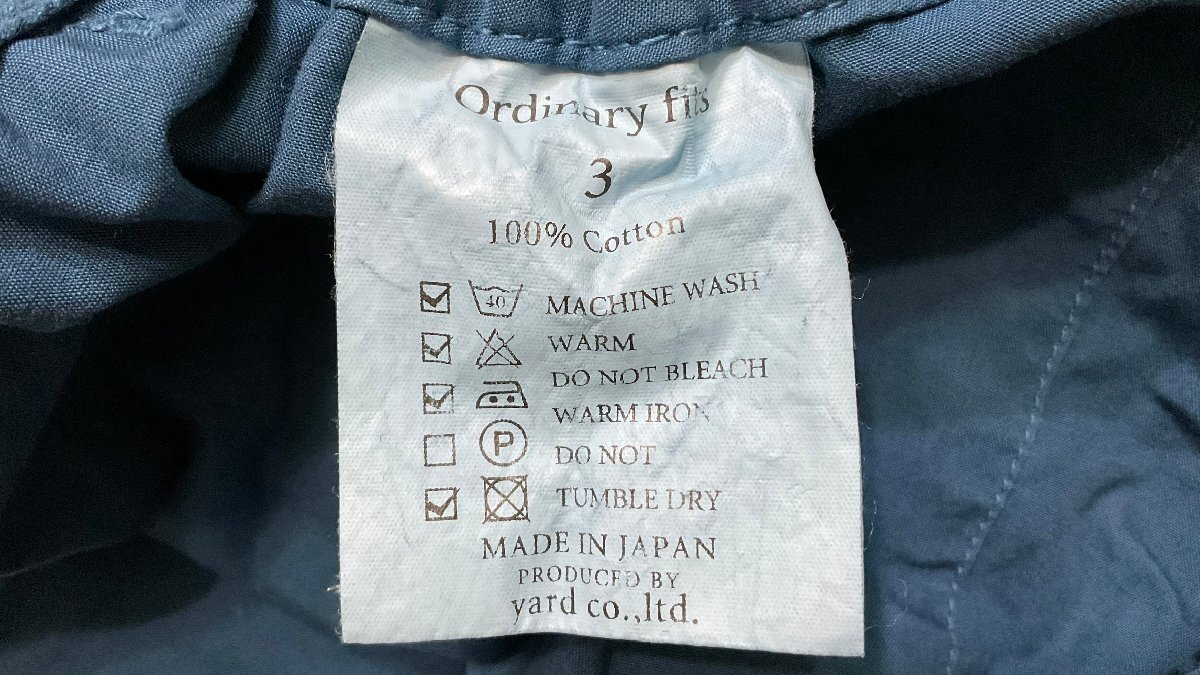 Ordinary fits
3
100% Cotton
40 MACHINE WASH
WARM
DO NOT BLEACH
WARM IRON
P DO NOT
TUMBLE DRY
MADE IN JAPAN
PRODUCED BY
yard co.,ltd.